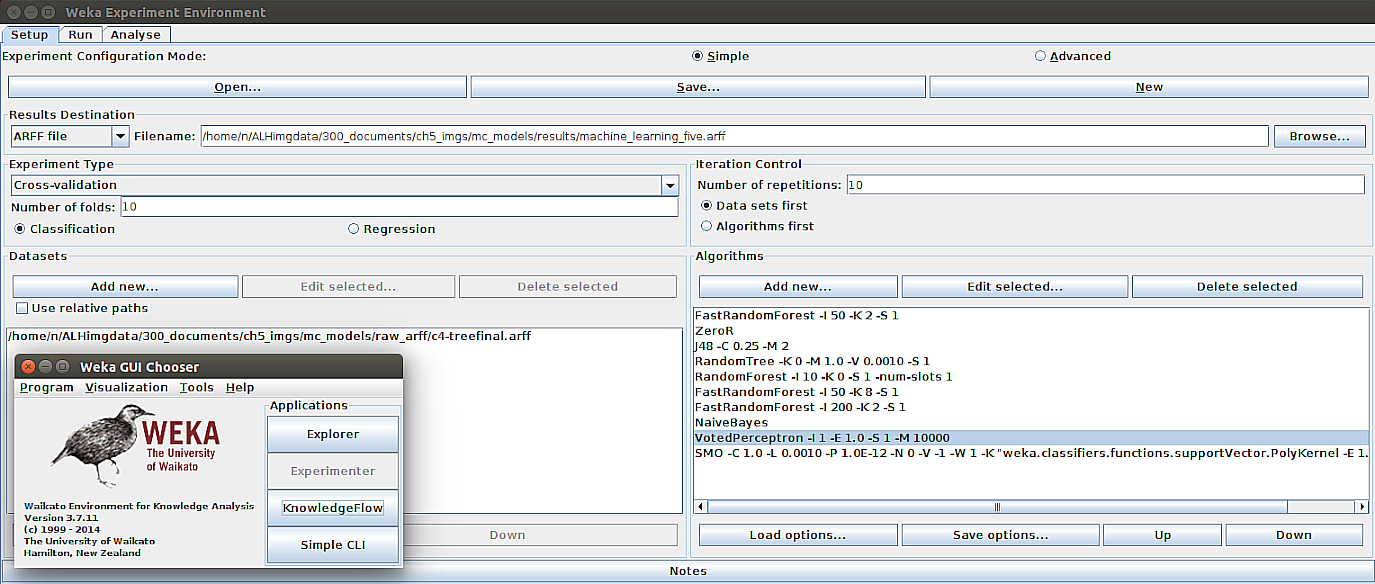 Weka Experiment Environment
Setup Run Analyse
Experiment Configuration Mode: Simple Advanced
Open... Save... New
Results Destination
ARFF file Filename: /home/n/ALHimgdata/300_documents/ch5_imgs/mc_models/results/machine_learning_five.arff Browse...
Experiment Type
Cross-validation
Number of folds: 10
Classification Regression
Iteration Control
Number of repetitions: 10
Data sets first
Algorithms first
Datasets
Add new... Edit selected... Delete selected
Use relative paths
/home/n/ALHimgdata/300_documents/ch5_imgs/mc_models/raw_arff/c4-treefinal.arff
Down
Algorithms
Add new... Edit selected... Delete selected
FastRandomForest -I 50 -K 2 -S 1
ZeroR
J48 -C 0.25 -M 2
RandomTree -K 0 -M 1.0 -V 0.0010 -S 1
RandomForest -I 10 -K 0 -S 1 -num-slots 1
FastRandomForest -I 50 -K 8 -S 1
FastRandomForest -I 200 -K 2 -S 1
NaiveBayes
VotedPerceptron -I 1 -E 1.0 -S 1 -M 10000
SMO -C 1.0 -L 0.0010 -P 1.0E-12 -N 0 -V -1 -W 1 -K "weka.classifiers.functions.supportVector.PolyKernel -E 1.
Load options... Save options... Up Down
Notes
Weka GUI Chooser
Program Visualization Tools Help
WEKA
The University
of Waikato
Applications
Explorer
Experimenter
KnowledgeFlow
Simple CLI
Waikato Environment for Knowledge Analysis
Version 3.7.11
(c) 1999 - 2014
The University of Waikato
Hamilton, New Zealand